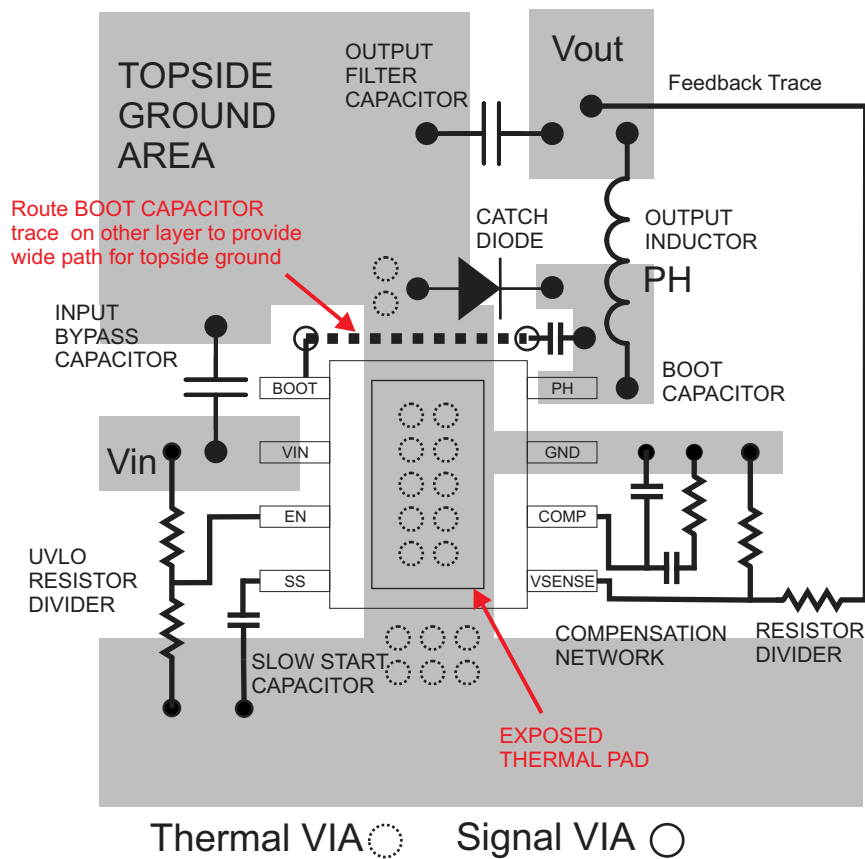 TOPSIDE
GROUND
AREA
OUTPUT
FILTER
CAPACITOR
Vout
Feedback Trace
Route BOOT CAPACITOR
trace on other layer to provide
wide path for topside ground
CATCH
DIODE
OUTPUT
INDUCTOR
PH
INPUT
BYPASS
CAPACITOR
BOOT
CAPACITOR
BOOT
PH
Vin
VIN
GND
EN
COMP
UVLO
RESISTOR
DIVIDER
SS
VSENSE
SLOW START
CAPACITOR
COMPENSATION
NETWORK
RESISTOR
DIVIDER
EXPOSED
THERMAL PAD
Thermal VIA
Signal VIA